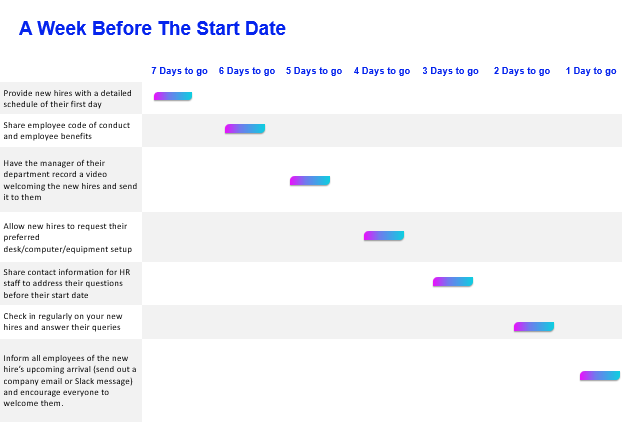 A Week Before The Start Date
7 Days to go
6 Days to go
5 Days to go
4 Days to go
3 Days to go
2 Days to go
1 Day to go
Provide new hires with a detailed
schedule of their first day
Share employee code of conduct
and employee benefits
Have the manager of their
department record a video
welcoming the new hires and send
it to them
Allow new hires to request their
preferred
desk/computer/equipment setup
Share contact information for HR
staff to address their questions
before their start date
Check in regularly on your new
hires and answer their queries
Inform all employees of the new
hire's upcoming arrival (send out a
company email or Slack message)
and encourage everyone to
welcome them.